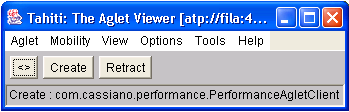 Tahiti: The Aglet Viewer [atp://fila:4...
Aglet Mobility View Options Tools Help
<> Create Retract
Create : com.cassiano.performance.PerformanceAgletClient